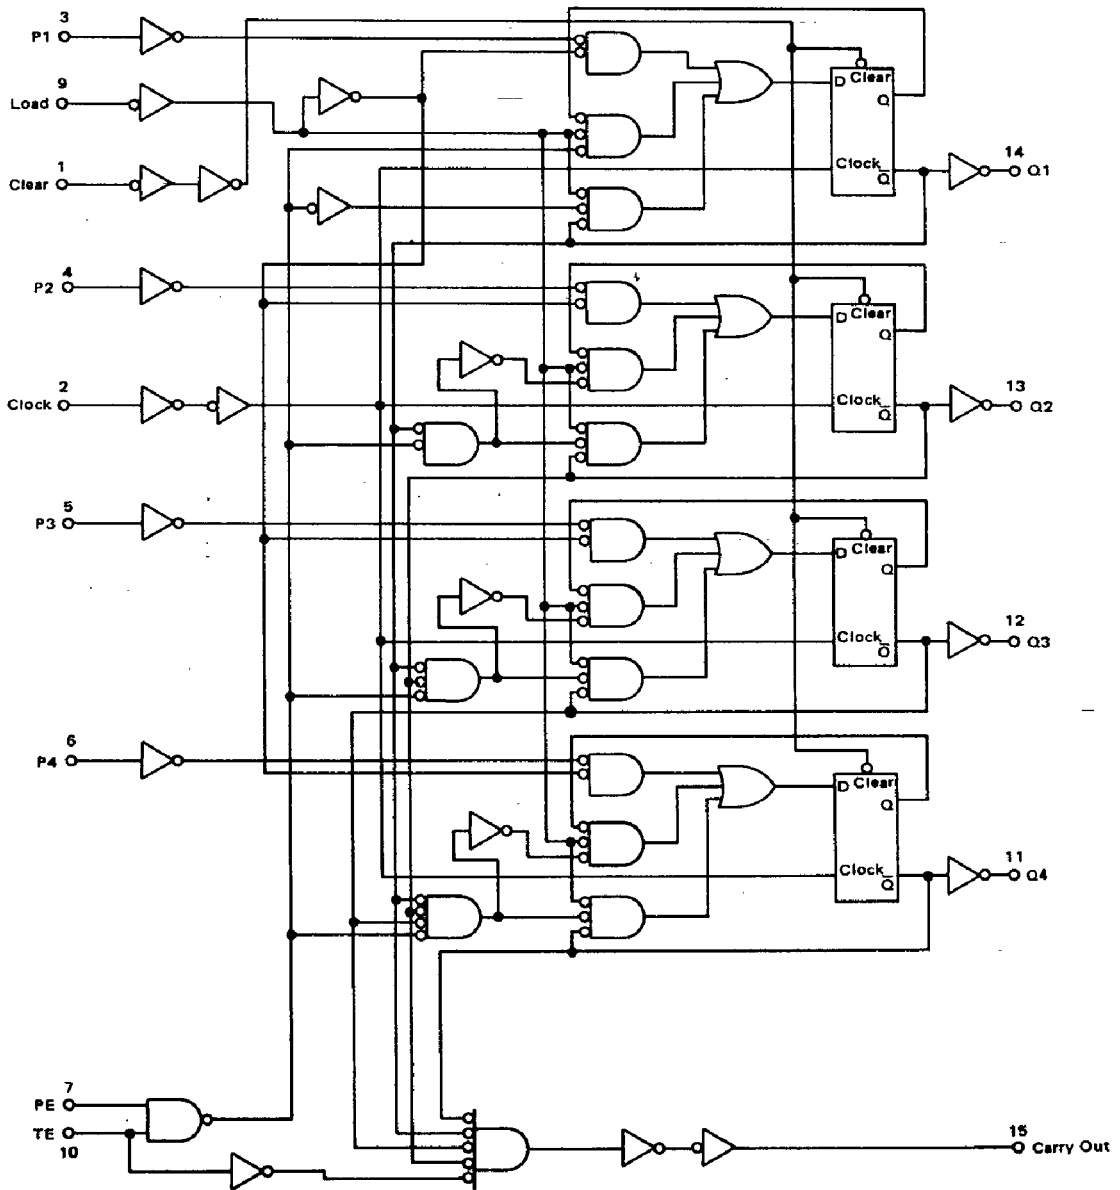 3
P1
9
Load
1
Clear
D Clear
Q
Clock
Q
14
Q1
4
P2
D Clear
Q
2
Clock
Clock
Q
13
Q2
5
P3
D Clear
Q
Clock
Q
12
Q3
6
P4
D Clear
Q
Clock
Q
11
Q4
7
PE
TE
10
15
Carry Out